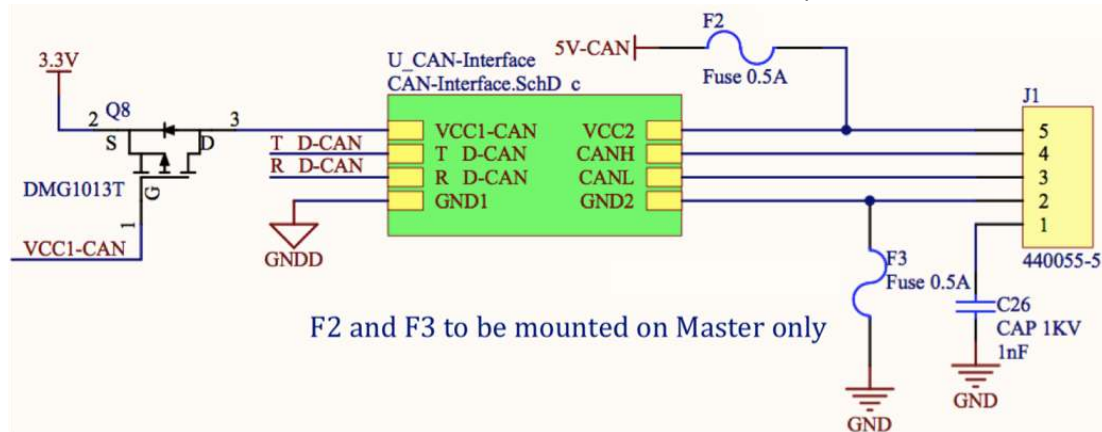 F2
5V-CAN
Fuse 0.5A
3.3V
U_CAN-Interface
CAN-Interface.SchD c
Q8
2
3
S
D
G
1
DMG1013T
VCC1-CAN
T D-CAN
R D-CAN
GNDD
VCC1-CAN
T D-CAN
R D-CAN
GND1
VCC2
CANH
CANL
GND2
J1
5
4
3
2
1
440055-5
F3
Fuse 0.5A
GND
C26
CAP 1KV
1nF
GND
F2 and F3 to be mounted on Master only